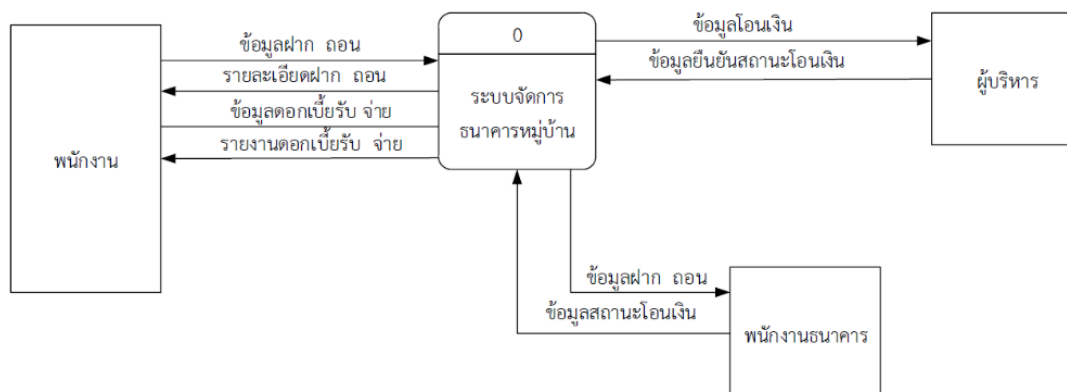 พนักงาน
ข้อมูลฝาก ถอน
รายละเอียดฝาก ถอน
ข้อมูลดอกเบี้ยรับ จ่าย
รายงานดอกเบี้ยรับ จ่าย
0
ระบบจัดการ
ธนาคารหมู่บ้าน
ข้อมูลโอนเงิน
ข้อมูลยืนยันสถานะโอนเงิน
ผู้บริหาร
ข้อมูลฝาก ถอน
ข้อมูลสถานะโอนเงิน
พนักงานธนาคาร